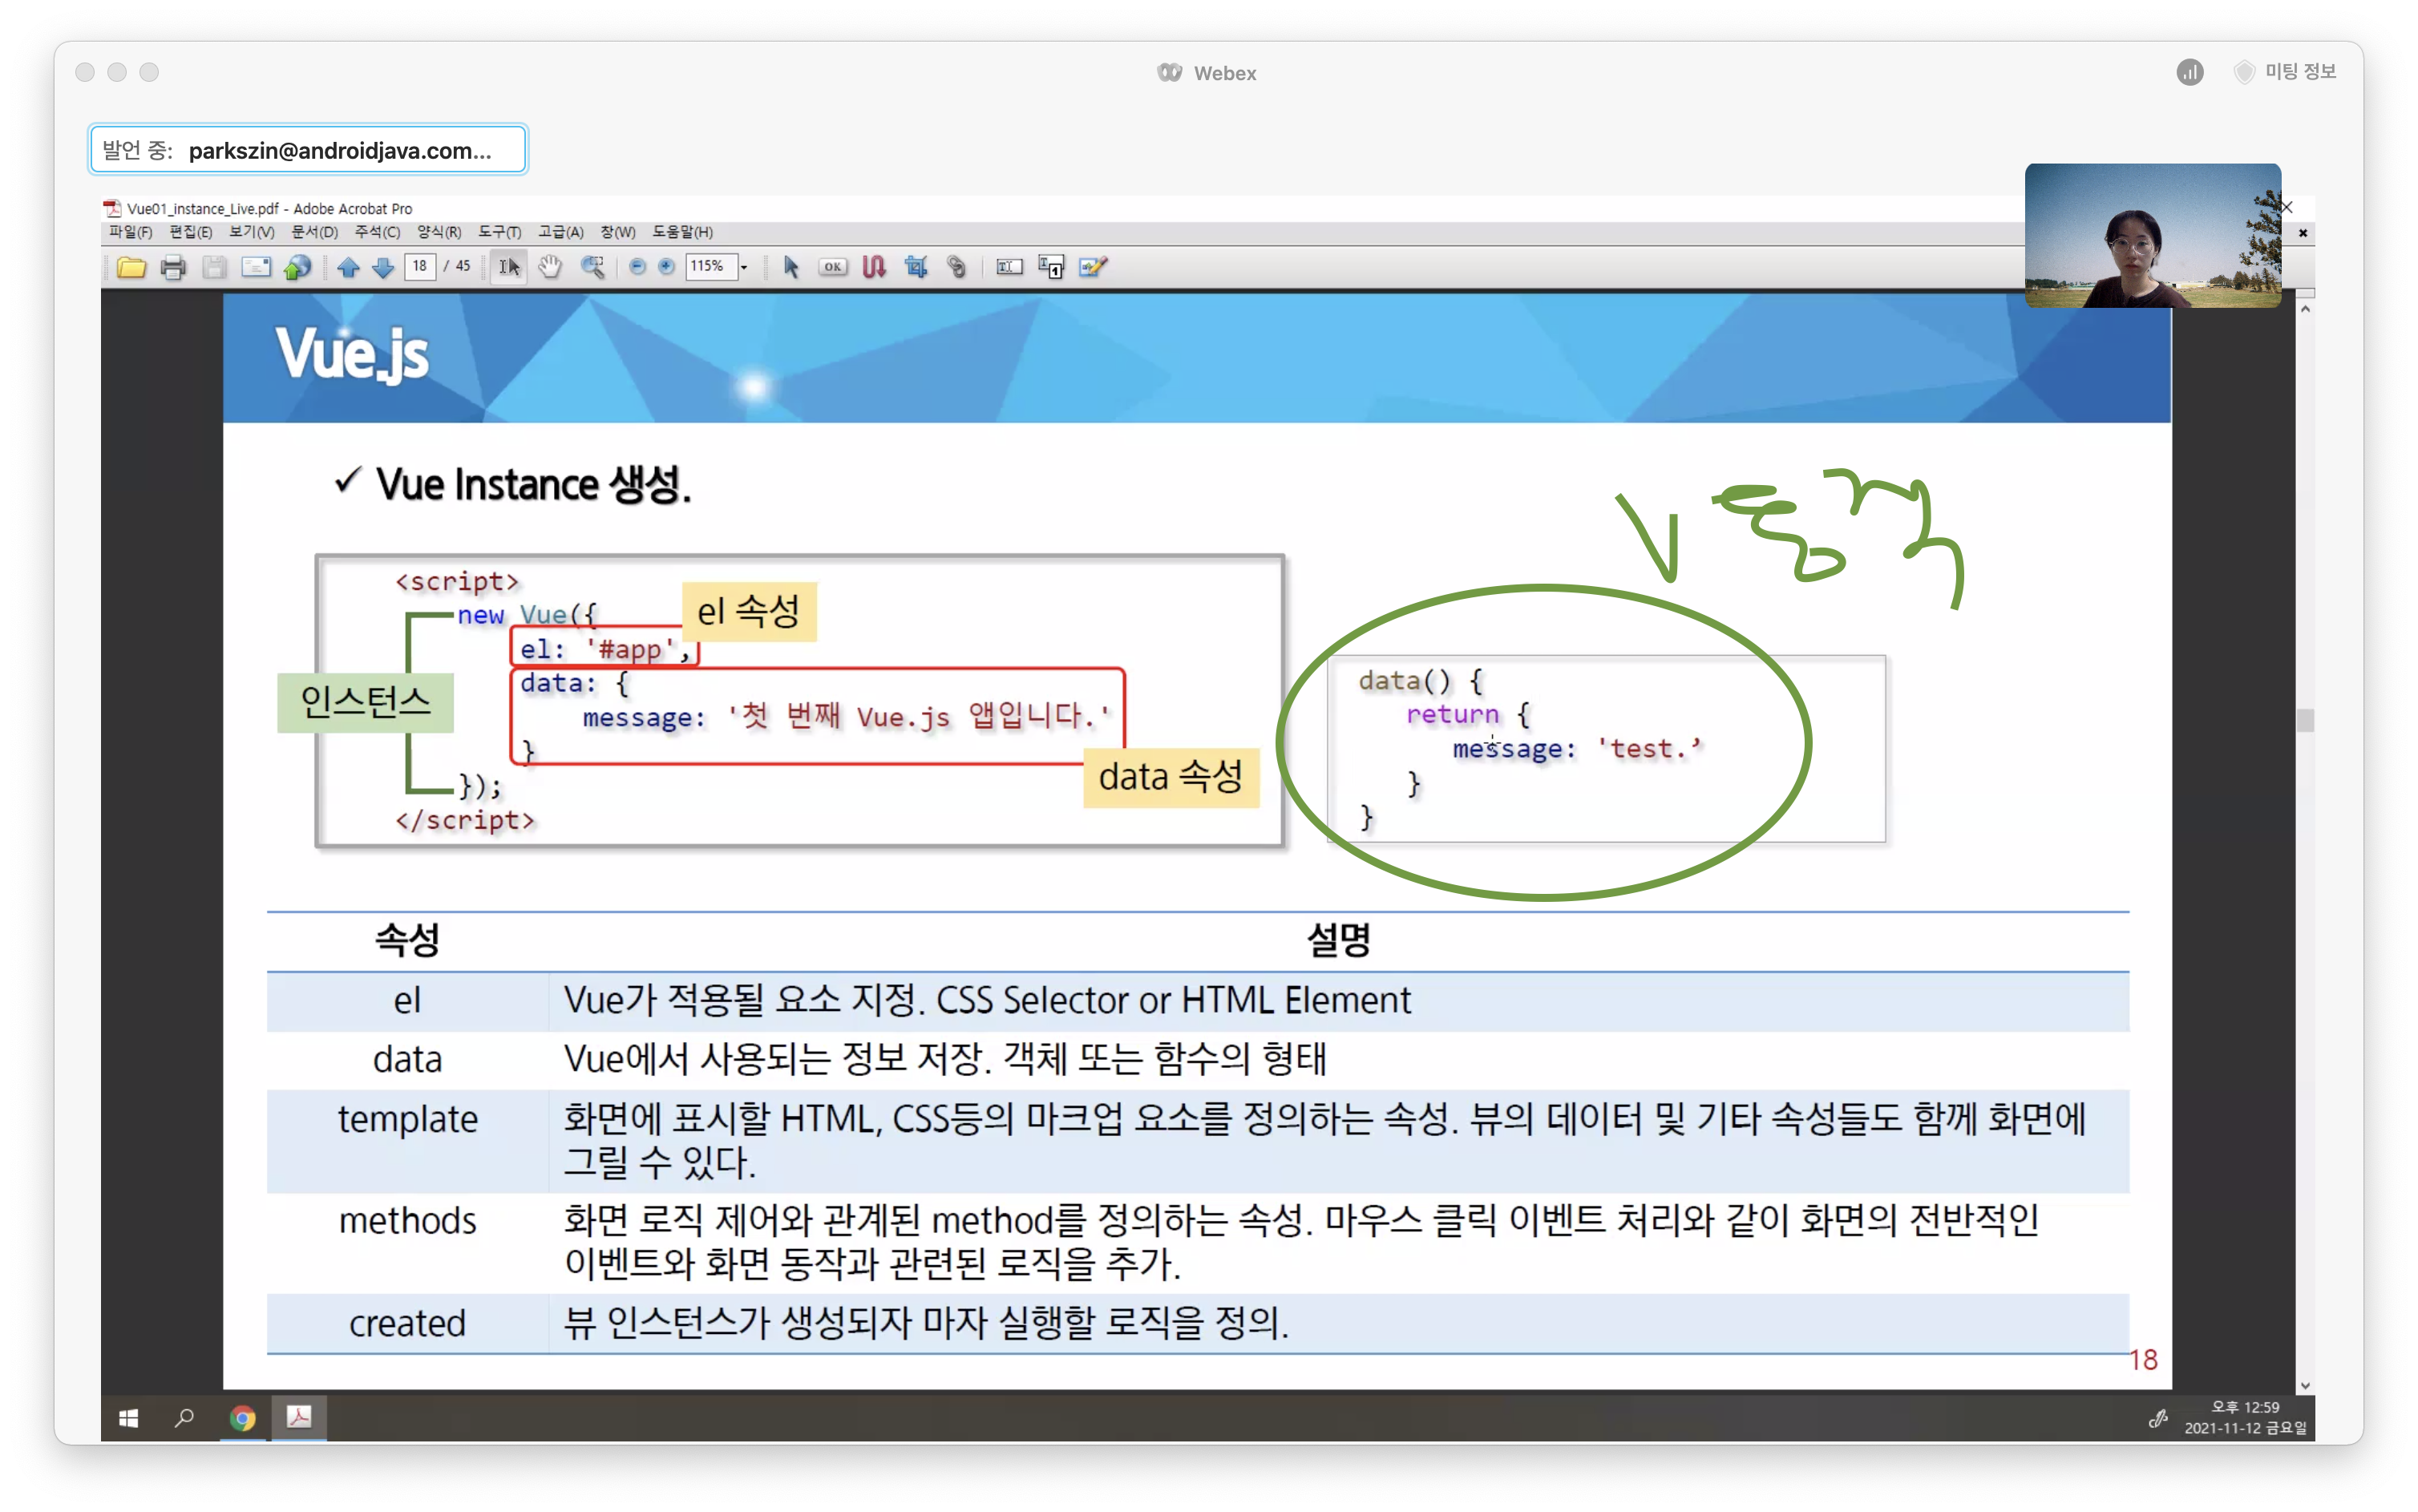 Webex
미팅 정보
발언 중: parkszin@androidjava.com...
Vue01_instance_Live.pdf - Adobe Acrobat Pro
파일(F) 편집(E) 보기(V) 문서(D) 주석(C) 양식(R) 도구(T) 고급(A) 창(W) 도움말(H)
18 / 45 OK 115%
Vue.js
✓ Vue Instance 생성.
<script>
new Vue({
el 속성
el: '#app',
인스턴스
data: {
message: '첫 번째 Vue.js 앱입니다.'
}
data 속성
});
</script>
data() {
return {
message: 'test.’
}
}
속성 설명
el Vue가 적용될 요소 지정. CSS Selector or HTML Element
data Vue에서 사용되는 정보 저장. 객체 또는 함수의 형태
template 화면에 표시할 HTML, CSS등의 마크업 요소를 정의하는 속성. 뷰의 데이터 및 기타 속성들도 함께 화면에
그릴 수 있다.
methods 화면 로직 제어와 관계된 method를 정의하는 속성. 마우스 클릭 이벤트 처리와 같이 화면의 전반적인
이벤트와 화면 동작과 관련된 로직을 추가.
created 뷰 인스턴스가 생성되자 마자 실행할 로직을 정의.
18
오후 12:59
2021-11-12 금요일